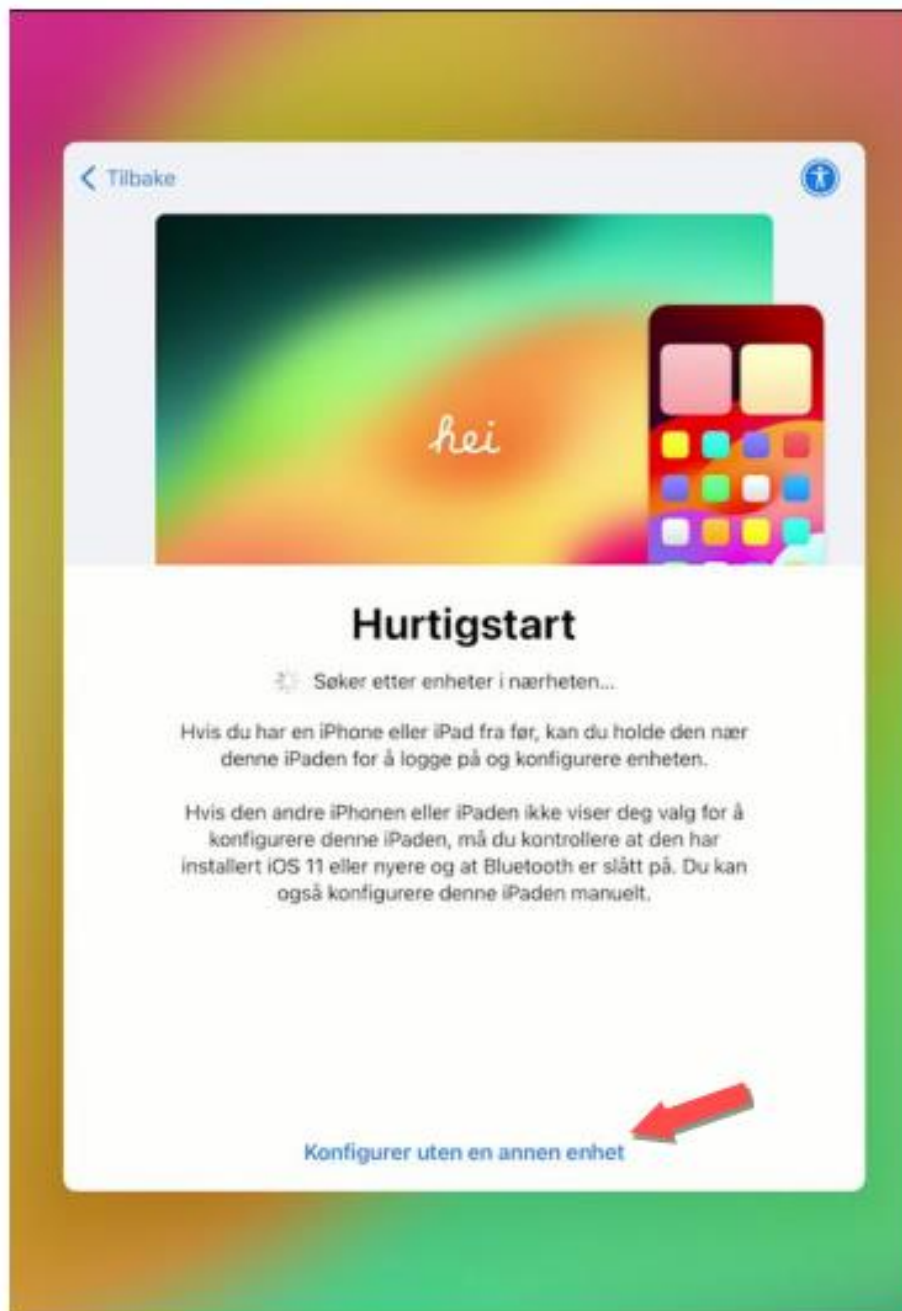 Tilbake
hei
Hurtigstart
Søker etter enheter i nærheten...
Hvis du har en iPhone eller iPad fra før, kan du holde den nær
denne iPaden for å logge på og konfigurere enheten.
Hvis den andre iPhonen eller iPaden ikke viser deg valg for å
konfigurere denne iPaden, må du kontrollere at den har
installert iOS 11 eller nyere og at Bluetooth er slått på. Du kan
også konfigurere denne iPaden manuelt.
Konfigurer uten en annen enhet